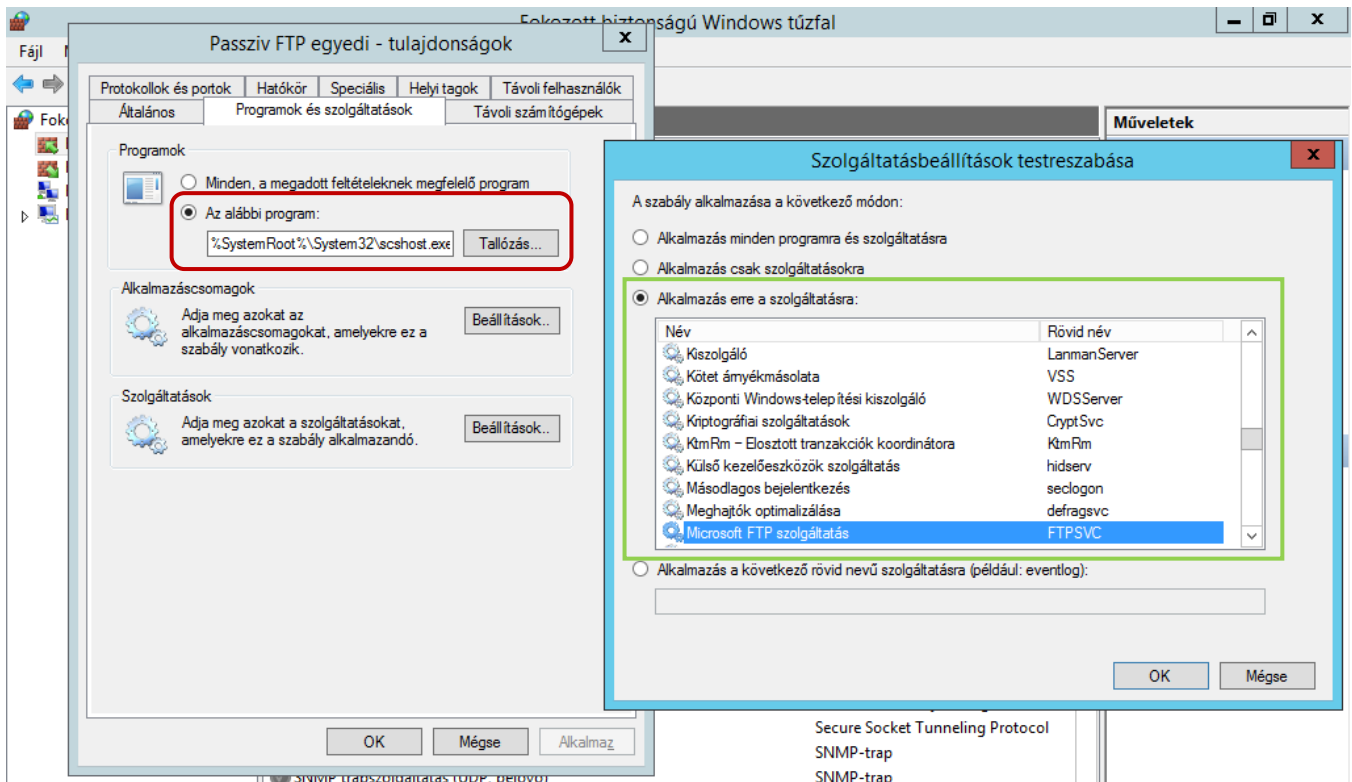 Fokozott biztonságú Windows tűzfal
Fájl
Passziv FTP egyedi - tulajdonságok
Protokollok és portok
Hatókör
Speciális
Helyi tagok
Távoli felhasználók
Általános
Programok és szolgáltatások
Távoli számítógépek
Programok
Minden, a megadott feltételeknek megfelelő program
Az alábbi program:
%SystemRoot%\System32\scshost.exe
Tallózás...
Alkalmazáscsomagok
Adja meg azokat az
alkalmazáscsomagokat, amelyekre ez a
szabály vonatkozik.
Beállítások..
Szolgáltatások
Adja meg azokat a szolgáltatásokat,
amelyekre ez a szabály alkalmazandó.
Beállítások..
OK
Mégse
Alkalmaz
Műveletek
Szolgáltatásbeállítások testreszabása
A szabály alkalmazása a következő módon:
Alkalmazás minden programra és szolgáltatásra
Alkalmazás csak szolgáltatásokra
Alkalmazás erre a szolgáltatásra:
Név Rövid név
Kiszolgáló LanmanServer
Kötet árnyékmásolata VSS
Központi Windows-telepítési kiszolgáló WDSServer
Kriptográfiai szolgáltatások CryptSvc
KtmRm – Elosztott tranzakciók koordinátora KtmRm
Külső kezelőeszközök szolgáltatás hidserv
Másodlagos bejelentkezés seclogon
Meghajtók optimalizálása defragsvc
Microsoft FTP szolgáltatás FTPSVC
Alkalmazás a következő rövid nevű szolgáltatásra (például: eventlog):
OK
Mégse
Secure Socket Tunneling Protocol
SNMP-trap
SNMP trapszolgáltatás (UDP, bejövő) SNMP-trap